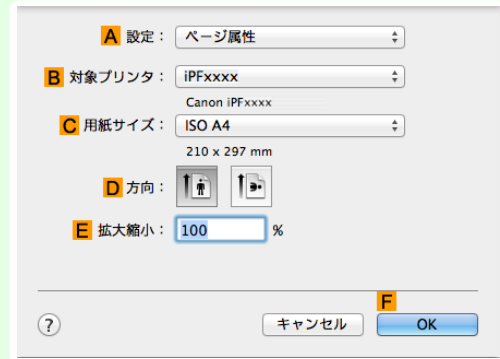 A 設定： ページ属性
B 対象プリンタ： iPFxxxx
Canon iPFxxxx
C 用紙サイズ： ISO A4
210 x 297 mm
D 方向：
E 拡大縮小： 100 %
F
? キャンセル OK